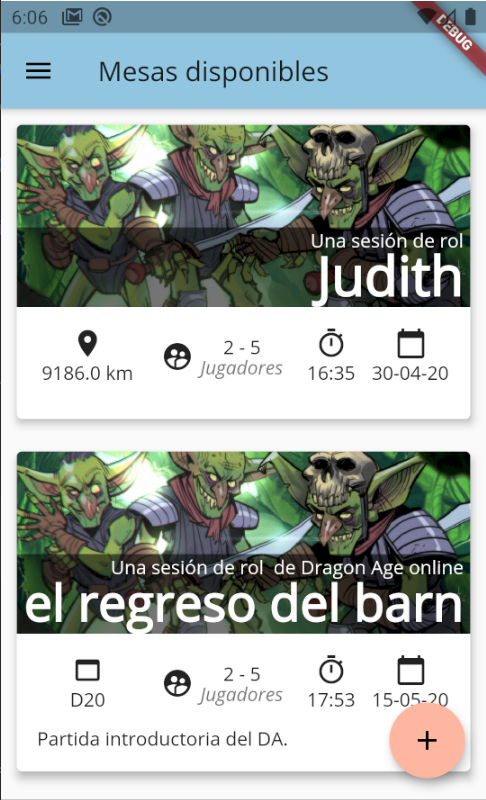 6:06
DEBUG
Mesas disponibles
Una sesión de rol
Judith
9186.0 km
2 - 5
Jugadores
16:35
30-04-20
Una sesión de rol  de Dragon Age online
el regreso del barn
D20
2 - 5
Jugadores
17:53
15-05-20
Partida introductoria del DA.
+